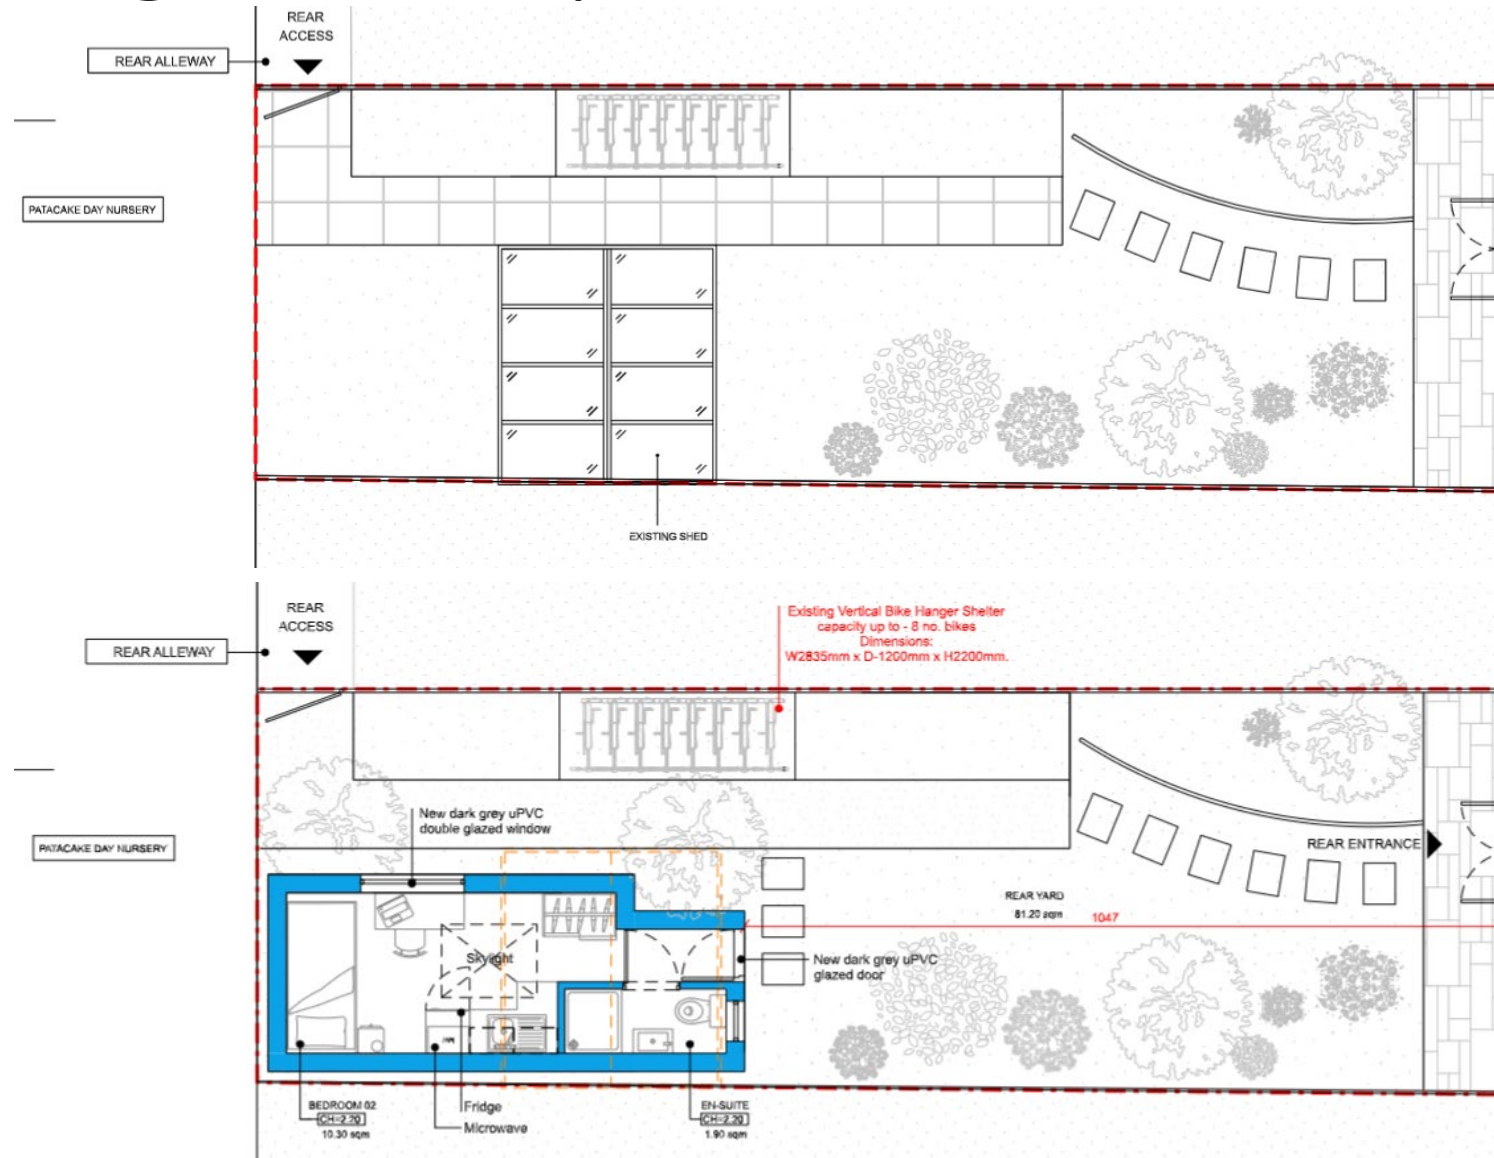 REAR
ACCESS
REAR ALLEWAY
PATACAKE DAY NURSERY
EXISTING SHED
REAR
ACCESS
REAR ALLEWAY
Existing Vertical Bike Hanger Shelter
capacity up to - 8 no. bikes
Dimensions:
W2835mm x D-1200mm x H2200mm.
PATACAKE DAY NURSERY
New dark grey uPVC
double glazed window
REAR ENTRANCE
REAR YARD
81.20 sqm
1047
Skylight
New dark grey uPVC
glazed door
BEDROOM 02
CH=2.20
10.30 sqm
Fridge
Microwave
EN-SUITE
CH=2.20
1.90 sqm